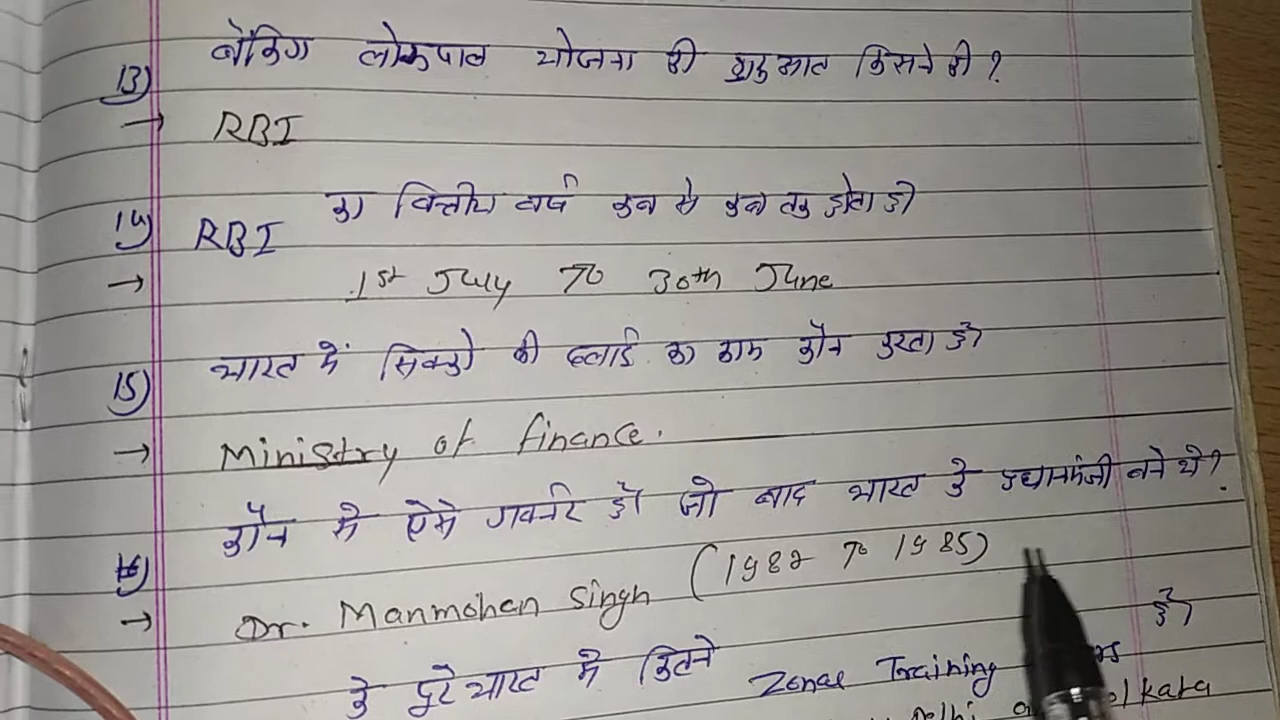 13) बैंकिंग लोकपाल योजना की शुरुआत किसने की ?
→ RBI
14) RBI का वित्तीय वर्ष कब से कब तक होता है
→ 1st July To 30th June
15) भारत में सिक्को की ढलाई का काम कौन करता है
→ Ministry of finance.
कौन से ऐसे गवर्नर है जो बाद भारत के प्रधानमंत्री बने थे ?
→ Dr. Manmohan Singh (1982 To 1985)
के पूरे भारत में कितने Zonal Training है